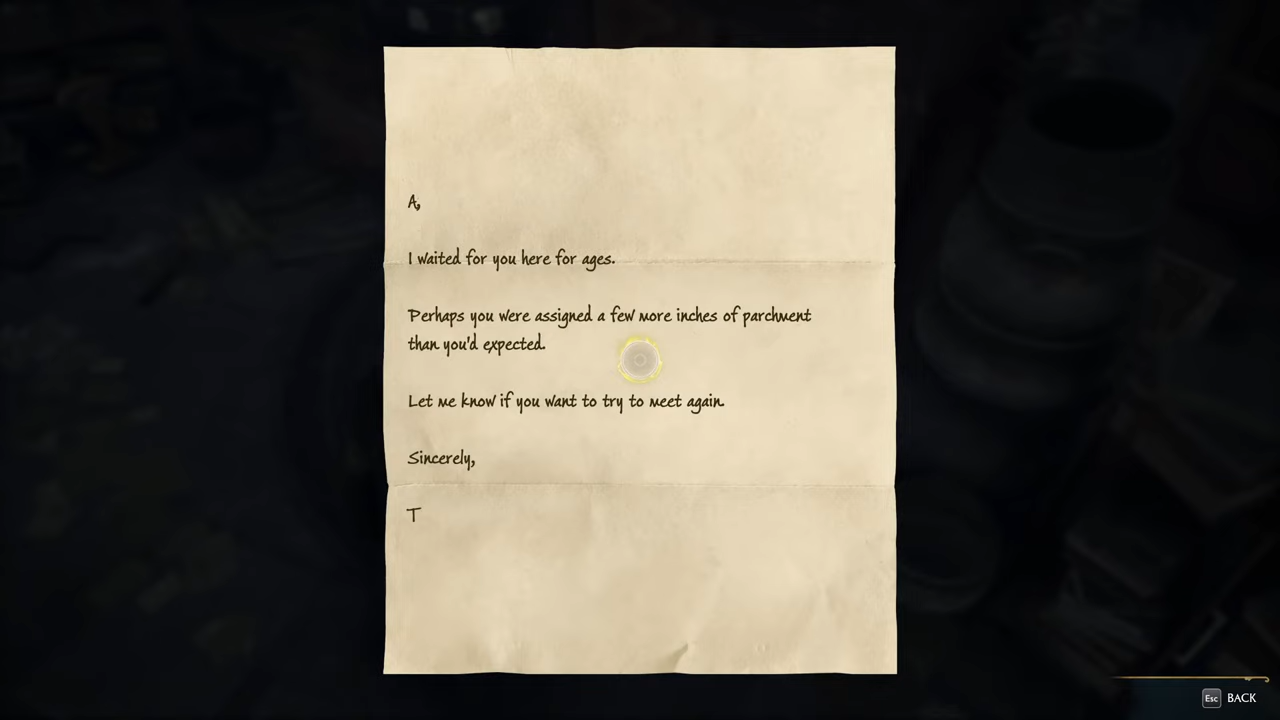 A,
I waited for you here for ages.
Perhaps you were assigned a few more inches of parchment
than you'd expected.
Let me know if you want to try to meet again.
Sincerely,
T
Esc BACK